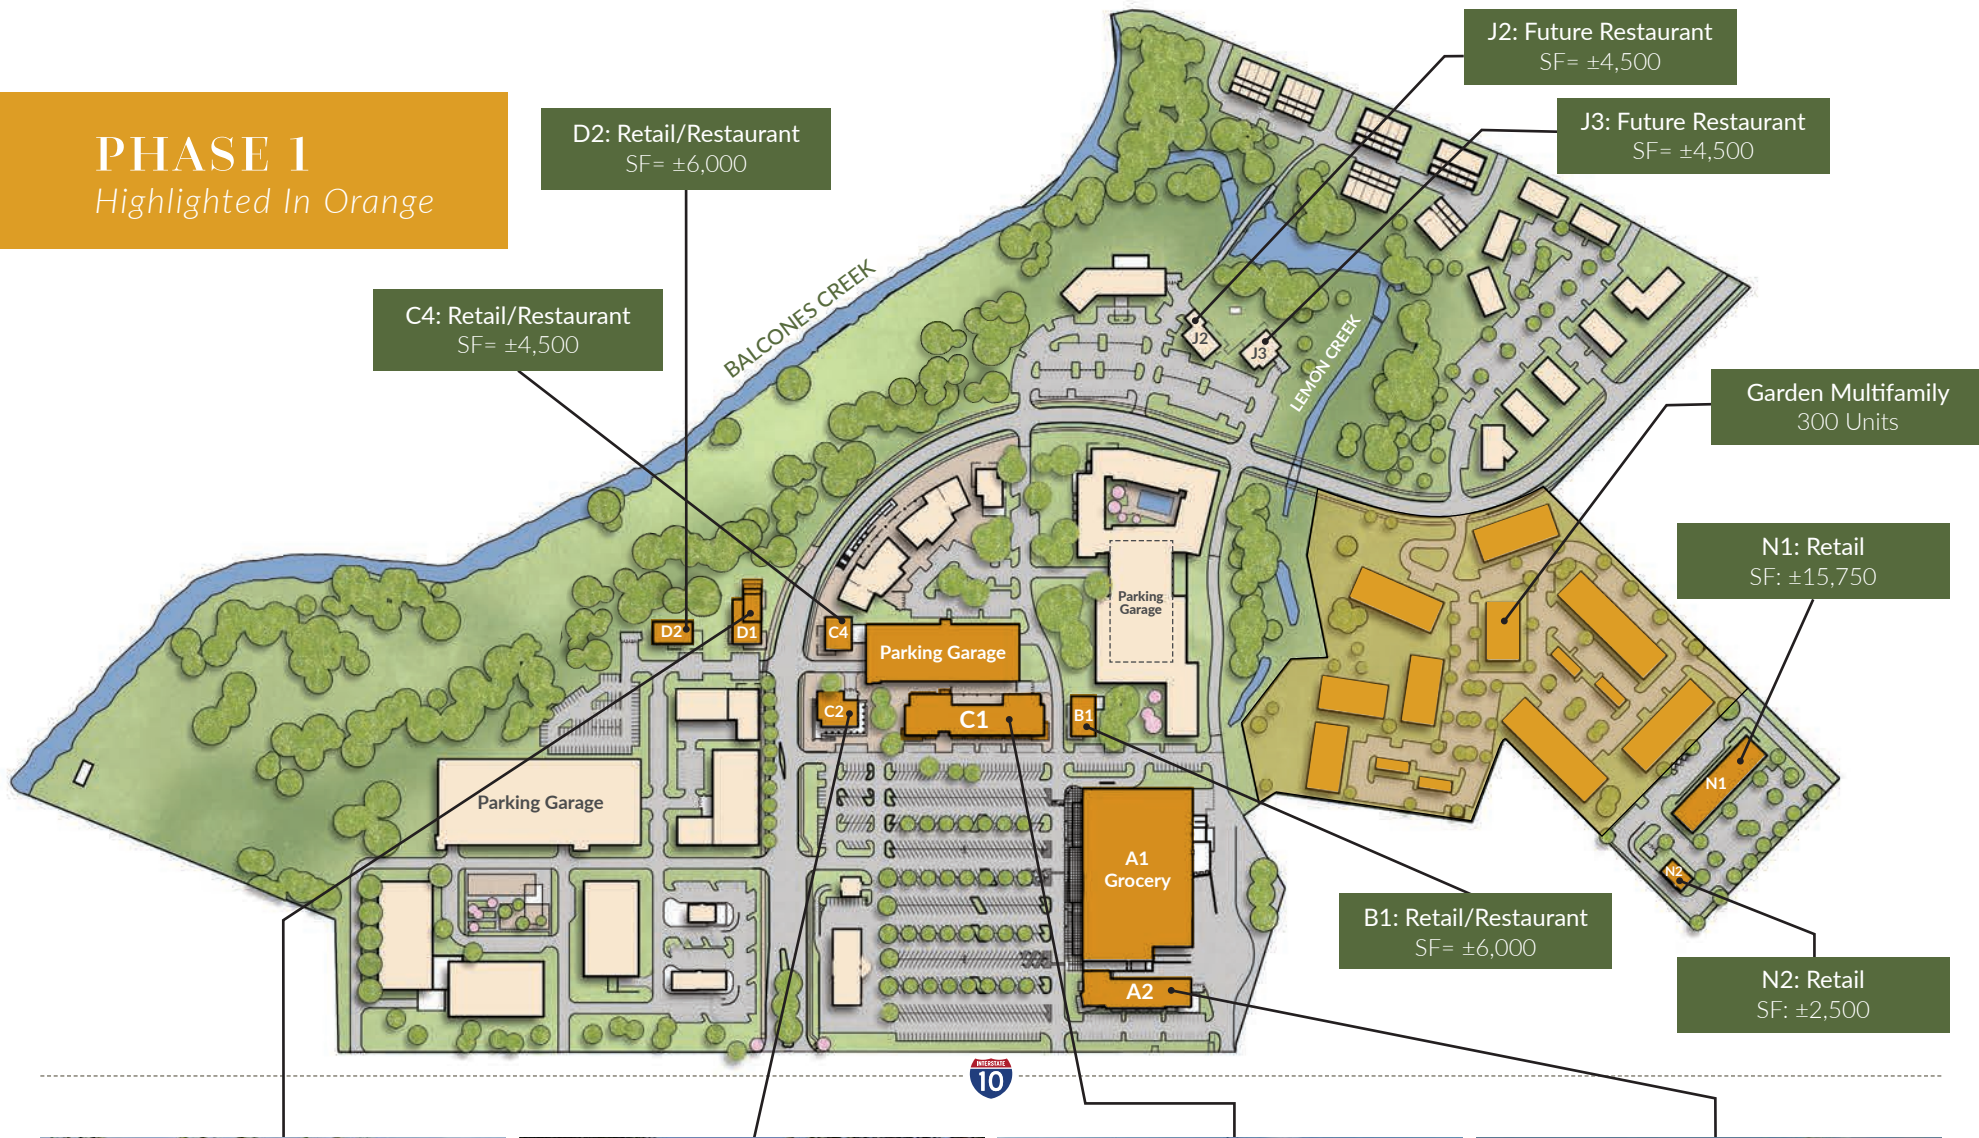 PHASE 1
Highlighted In Orange
D2: Retail/Restaurant
SF= ±6,000
J2: Future Restaurant
SF= ±4,500
J3: Future Restaurant
SF= ±4,500
C4: Retail/Restaurant
SF= ±4,500
BALCONES CREEK
J2
J3
LEMON CREEK
Garden Multifamily
300 Units
N1: Retail
SF: ±15,750
Parking
Garage
D2
D1
C4
Parking Garage
C2
C1
B1
N1
Parking Garage
A1
Grocery
N2
B1: Retail/Restaurant
SF= ±6,000
A2
N2: Retail
SF: ±2,500
INTERSTATE
10